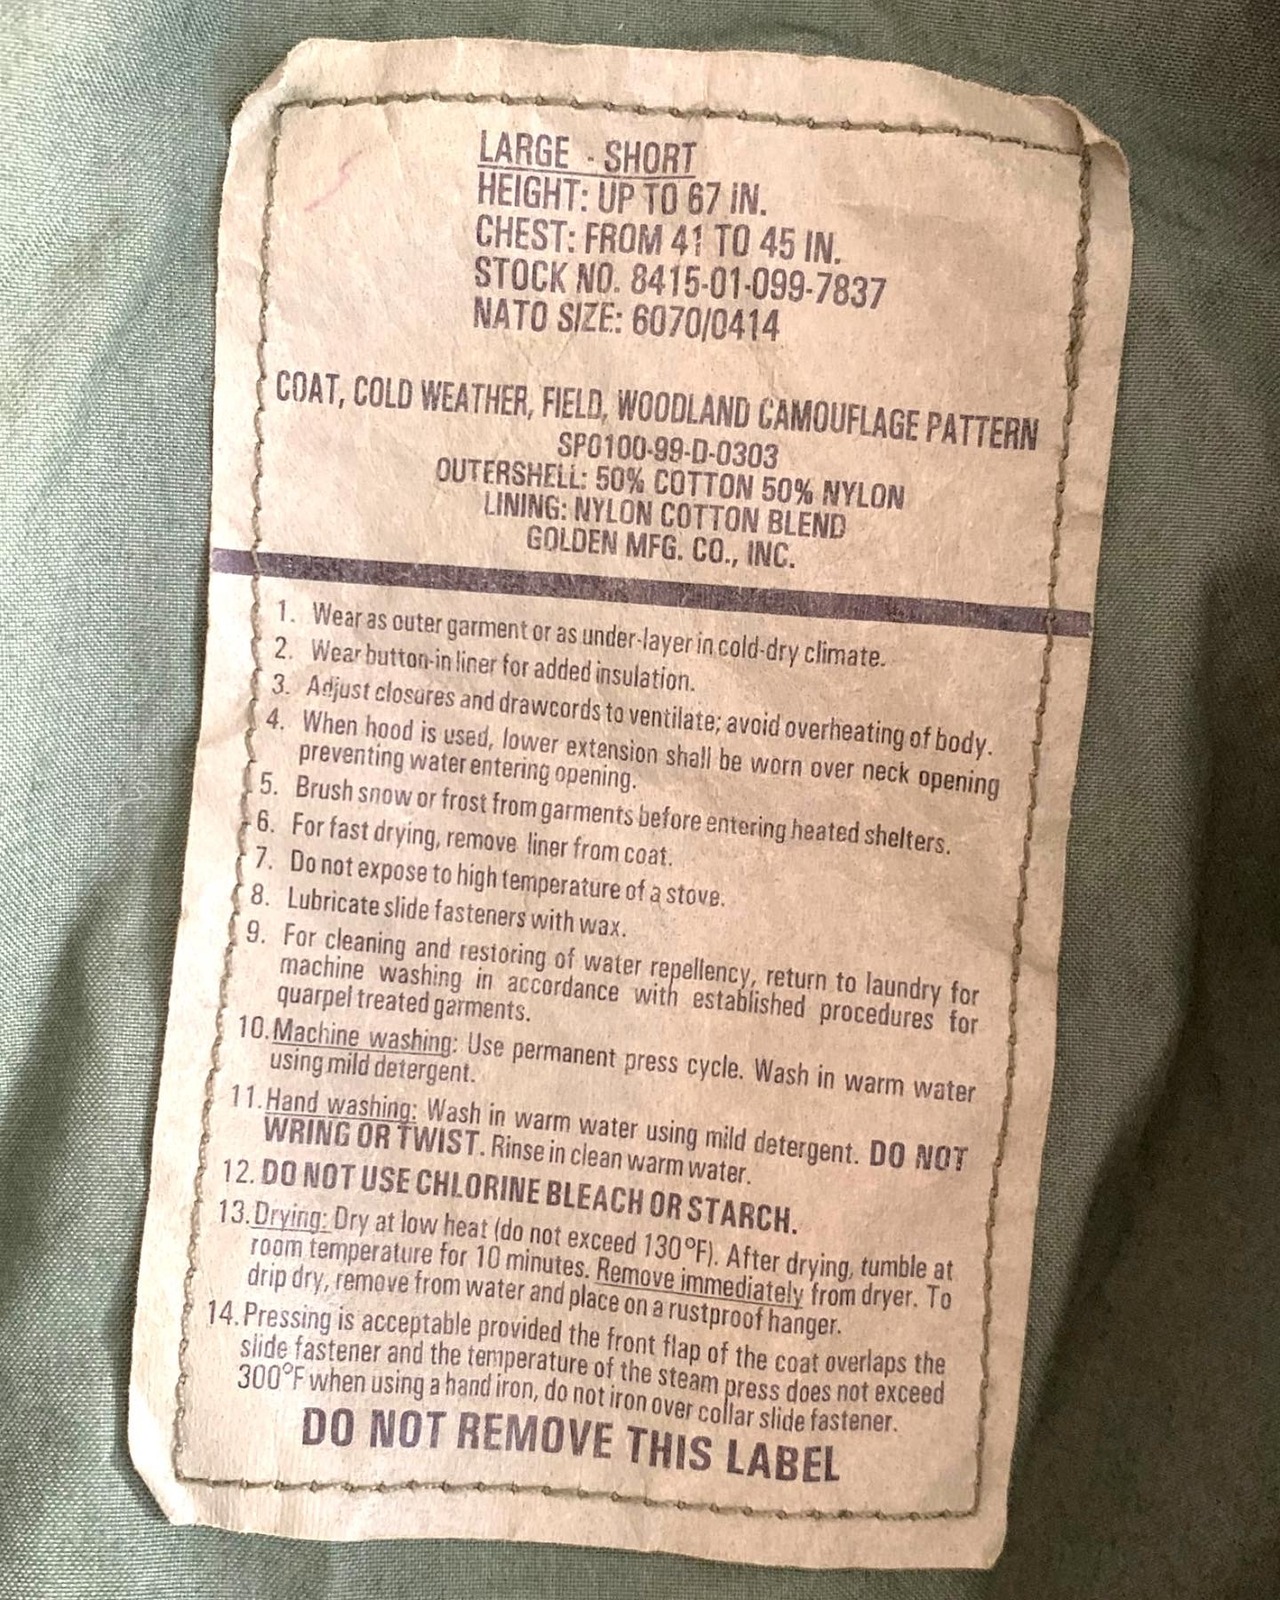 LARGE - SHORT
HEIGHT: UP TO 67 IN.
CHEST: FROM 41 TO 45 IN.
STOCK NO. 8415-01-099-7837
NATO SIZE: 6070/0414
COAT, COLD WEATHER, FIELD, WOODLAND CAMOUFLAGE PATTERN
SP0100-99-D-0303
OUTERSHELL: 50% COTTON 50% NYLON
LINING: NYLON COTTON BLEND
GOLDEN MFG. CO., INC.
1. Wear as outer garment or as under-layer in cold-dry climate.
2. Wear button-in liner for added insulation.
3. Adjust closures and drawcords to ventilate; avoid overheating of body.
4. When hood is used, lower extension shall be worn over neck opening
preventing water entering opening.
5. Brush snow or frost from garments before entering heated shelters.
6. For fast drying, remove liner from coat.
7. Do not expose to high temperature of a stove.
8. Lubricate slide fasteners with wax.
9. For cleaning and restoring of water repellency, return to laundry for
machine washing in accordance with established procedures for
quarpel treated garments.
10. Machine washing: Use permanent press cycle. Wash in warm water
using mild detergent.
11. Hand washing: Wash in warm water using mild detergent. DO NOT
WRING OR TWIST. Rinse in clean warm water.
12. DO NOT USE CHLORINE BLEACH OR STARCH.
13. Drying: Dry at low heat (do not exceed 130°F). After drying, tumble at
room temperature for 10 minutes. Remove immediately from dryer. To
drip dry, remove from water and place on a rustproof hanger.
14. Pressing is acceptable provided the front flap of the coat overlaps the
slide fastener and the temperature of the steam press does not exceed
300°F when using a hand iron, do not iron over collar slide fastener.
DO NOT REMOVE THIS LABEL